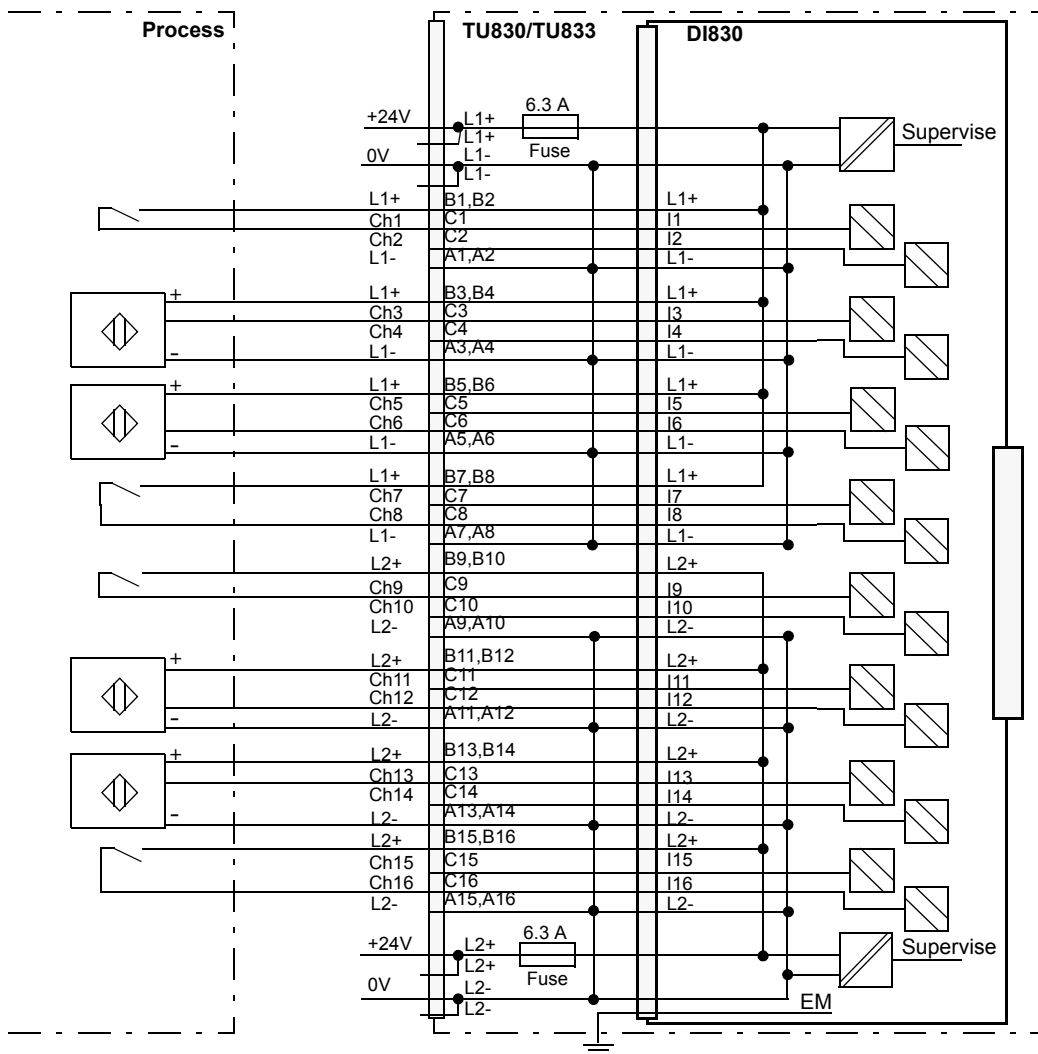 Process
TU830/TU833
DI830
6.3 A
+24V L1+
L1+ Fuse
Supervise
0V L1-
L1-
L1+ B1,B2 L1+
Ch1 C1 I1
Ch2 C2 I2
L1- A1,A2 L1-
+ L1+ B3,B4 L1+
Ch3 C3 I3
Ch4 C4 I4
- L1- A3,A4 L1-
+ L1+ B5,B6 L1+
Ch5 C5 I5
Ch6 C6 I6
- L1- A5,A6 L1-
L1+ B7,B8 L1+
Ch7 C7 I7
Ch8 C8 I8
L1- A7,A8 L1-
L2+ B9,B10 L2+
Ch9 C9 I9
Ch10 C10 I10
L2- A9,A10 L2-
+ L2+ B11,B12 L2+
Ch11 C11 I11
Ch12 C12 I12
- L2- A11,A12 L2-
+ L2+ B13,B14 L2+
Ch13 C13 I13
Ch14 C14 I14
- L2- A13,A14 L2-
L2+ B15,B16 L2+
Ch15 C15 I15
Ch16 C16 I16
L2- A15,A16 L2-
6.3 A
+24V L2+
L2+ Fuse
Supervise
0V L2-
L2-
EM